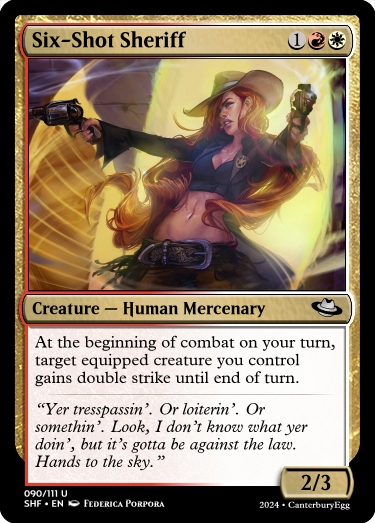 Six-Shot Sheriff 1
Creature — Human Mercenary
At the beginning of combat on your turn,
target equipped creature you control
gains double strike until end of turn.
“Yer tresspassin’. Or loiterin’. Or
somethin’. Look, I don’t know what yer
doin’, but it’s gotta be against the law.
Hands to the sky.”
2/3
090/111 U
SHF • EN Federica Porpora
2024 • CanterburyEgg